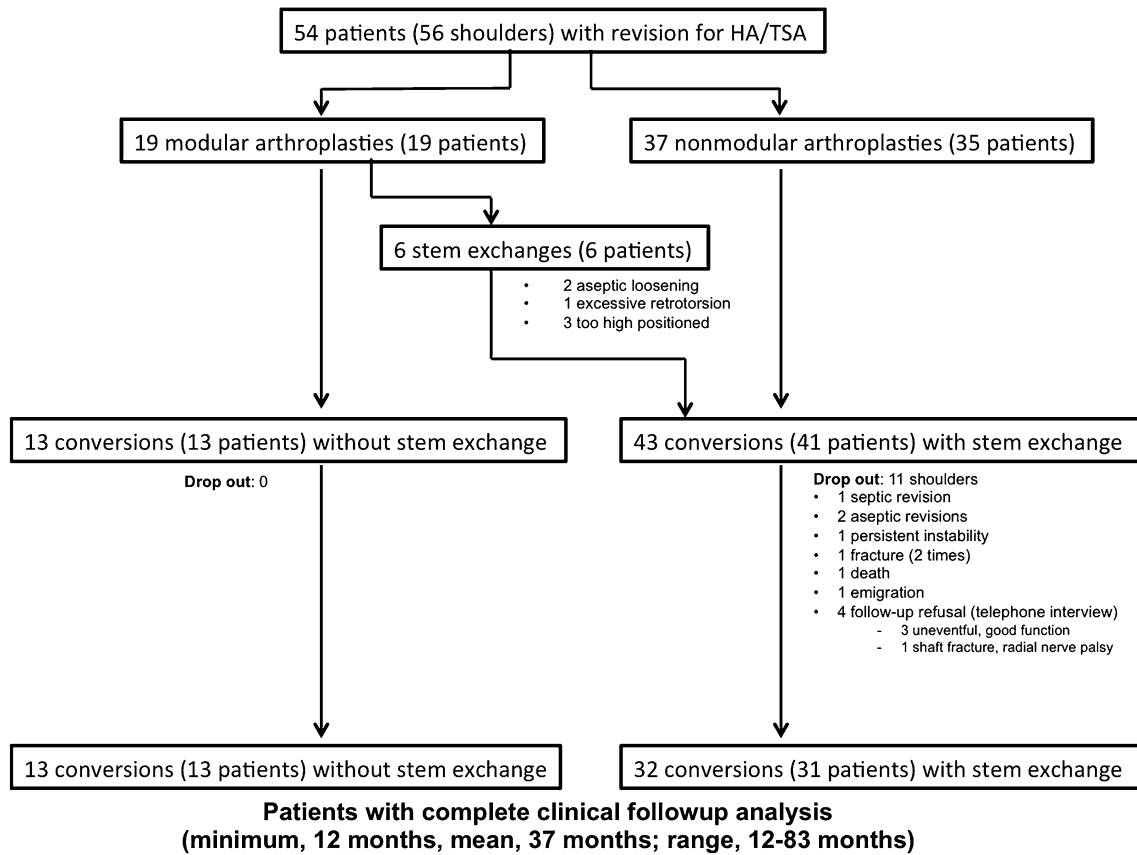 54 patients (56 shoulders) with revision for HA/TSA
19 modular arthroplasties (19 patients)
37 nonmodular arthroplasties (35 patients)
6 stem exchanges (6 patients)
• 2 aseptic loosening
• 1 excessive retrotorsion
• 3 too high positioned
13 conversions (13 patients) without stem exchange
43 conversions (41 patients) with stem exchange
Drop out: 0
Drop out: 11 shoulders
• 1 septic revision
• 2 aseptic revisions
• 1 persistent instability
• 1 fracture (2 times)
• 1 death
• 1 emigration
• 4 follow-up refusal (telephone interview)
- 3 uneventful, good function
- 1 shaft fracture, radial nerve palsy
13 conversions (13 patients) without stem exchange
32 conversions (31 patients) with stem exchange
Patients with complete clinical followup analysis
(minimum, 12 months, mean, 37 months; range, 12-83 months)